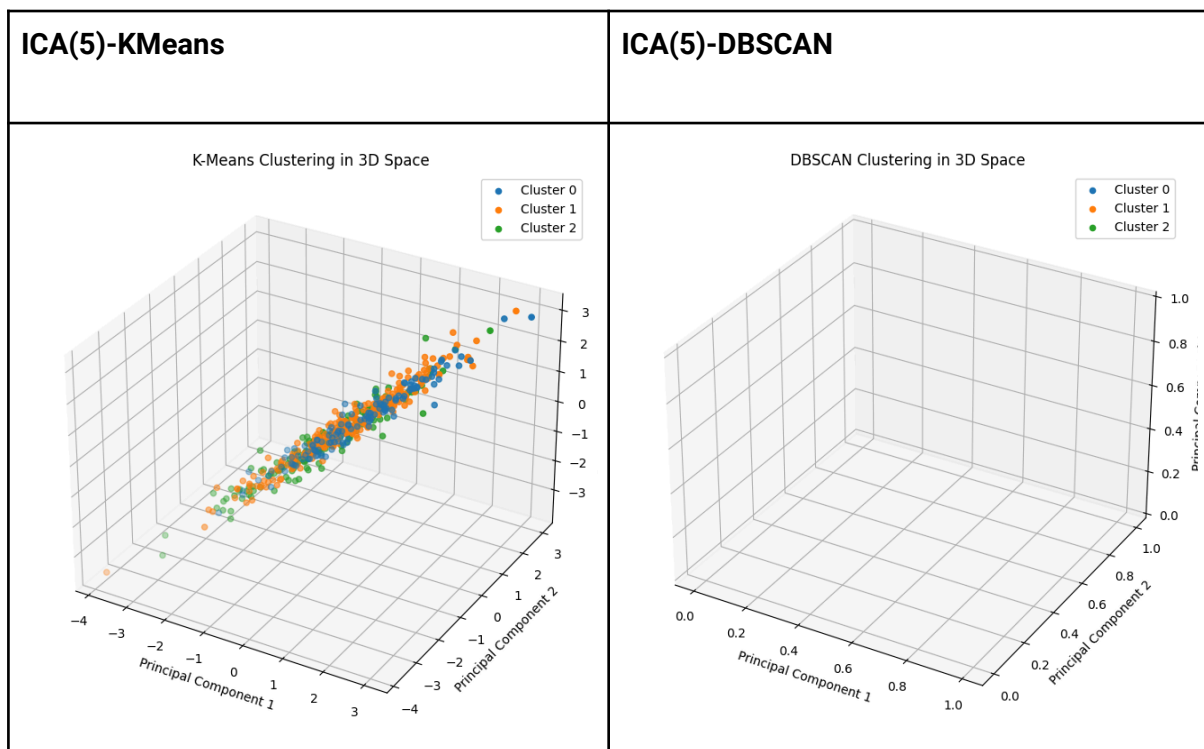 ICA(5)-KMeans
ICA(5)-DBSCAN
K-Means Clustering in 3D Space
Cluster 0
Cluster 1
Cluster 2
3
2
1
0
−1
−2
−3
−4
−3
−2
−1
0
1
2
3
Principal Component 1
−4
−3
−2
−1
0
1
2
3
Principal Component 2
DBSCAN Clustering in 3D Space
Cluster 0
Cluster 1
Cluster 2
1.0
0.8
0.6
0.4
0.2
0.0
Principal
0.0
0.2
0.4
0.6
0.8
1.0
Principal Component 1
0.0
0.2
0.4
0.6
0.8
1.0
Principal Component 2